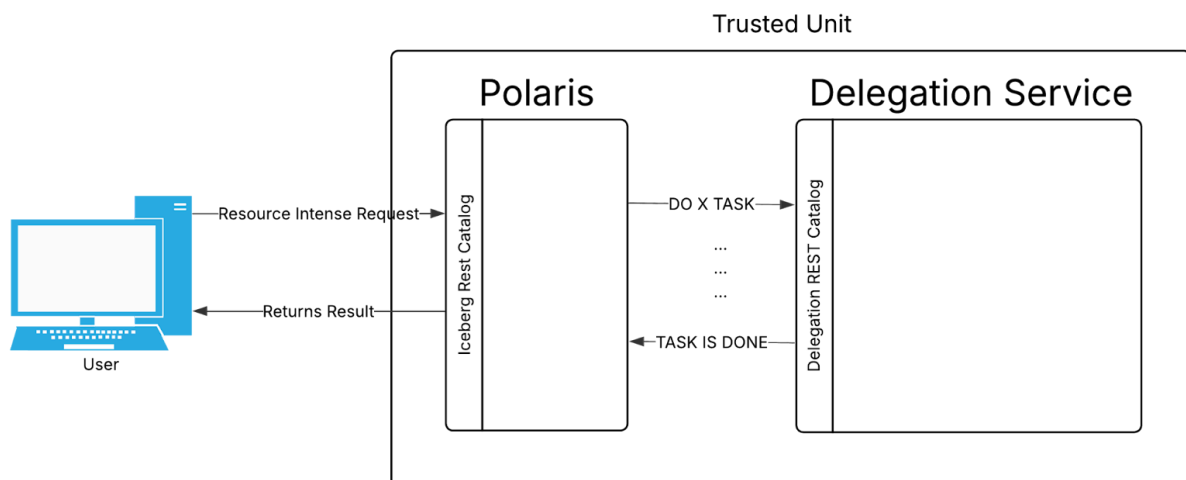 Trusted Unit
Polaris
Delegation Service
Iceberg Rest Catalog
Delegation REST Catalog
Resource Intense Request
DO X TASK
...
...
...
Returns Result
TASK IS DONE
User